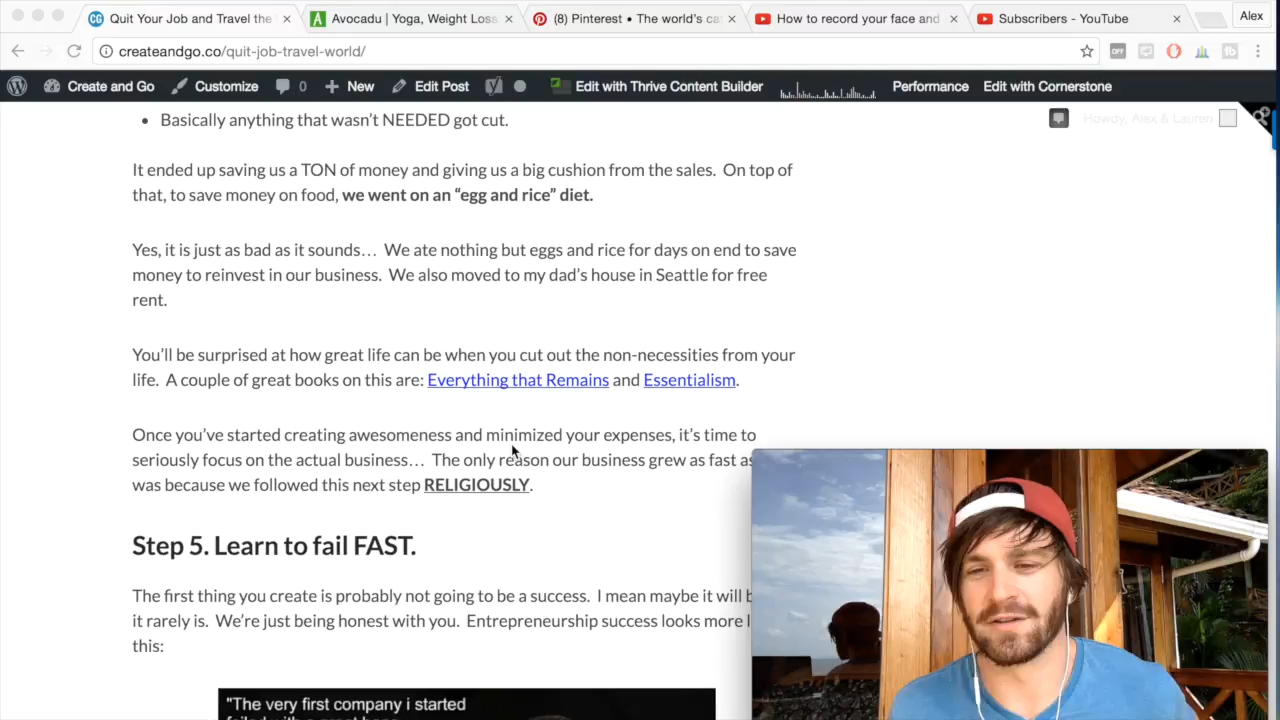 Quit Your Job and Travel the
Avocadu | Yoga, Weight Loss
(8) Pinterest • The world's ca
How to record your face and
Subscribers - YouTube
Alex
createandgo.co/quit-job-travel-world/
Create and Go
Customize
0
New
Edit Post
Edit with Thrive Content Builder
Performance
Edit with Cornerstone
Howdy, Alex & Lauren
• Basically anything that wasn't NEEDED got cut.
It ended up saving us a TON of money and giving us a big cushion from the sales. On top of
that, to save money on food, we went on an “egg and rice” diet.
Yes, it is just as bad as it sounds… We ate nothing but eggs and rice for days on end to save
money to reinvest in our business. We also moved to my dad's house in Seattle for free
rent.
You'll be surprised at how great life can be when you cut out the non-necessities from your
life. A couple of great books on this are: Everything that Remains and Essentialism.
Once you've started creating awesomeness and minimized your expenses, it's time to
seriously focus on the actual business… The only reason our business grew as fast as
was because we followed this next step RELIGIOUSLY.
Step 5. Learn to fail FAST.
The first thing you create is probably not going to be a success. I mean maybe it will
it rarely is. We're just being honest with you. Entrepreneurship success looks more
this:
"The very first company i started